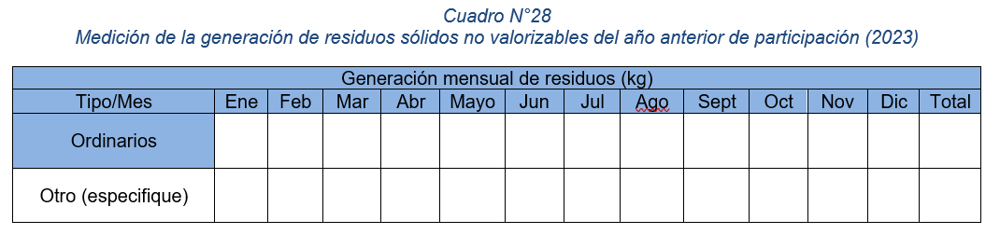 Cuadro N°28
Medición de la generación de residuos sólidos no valorizables del año anterior de participación (2023)
Generación mensual de residuos (kg)
Tipo/Mes Ene Feb Mar Abr Mayo Jun Jul Ago Sept Oct Nov Dic Total
Ordinarios
Otro (especifique)